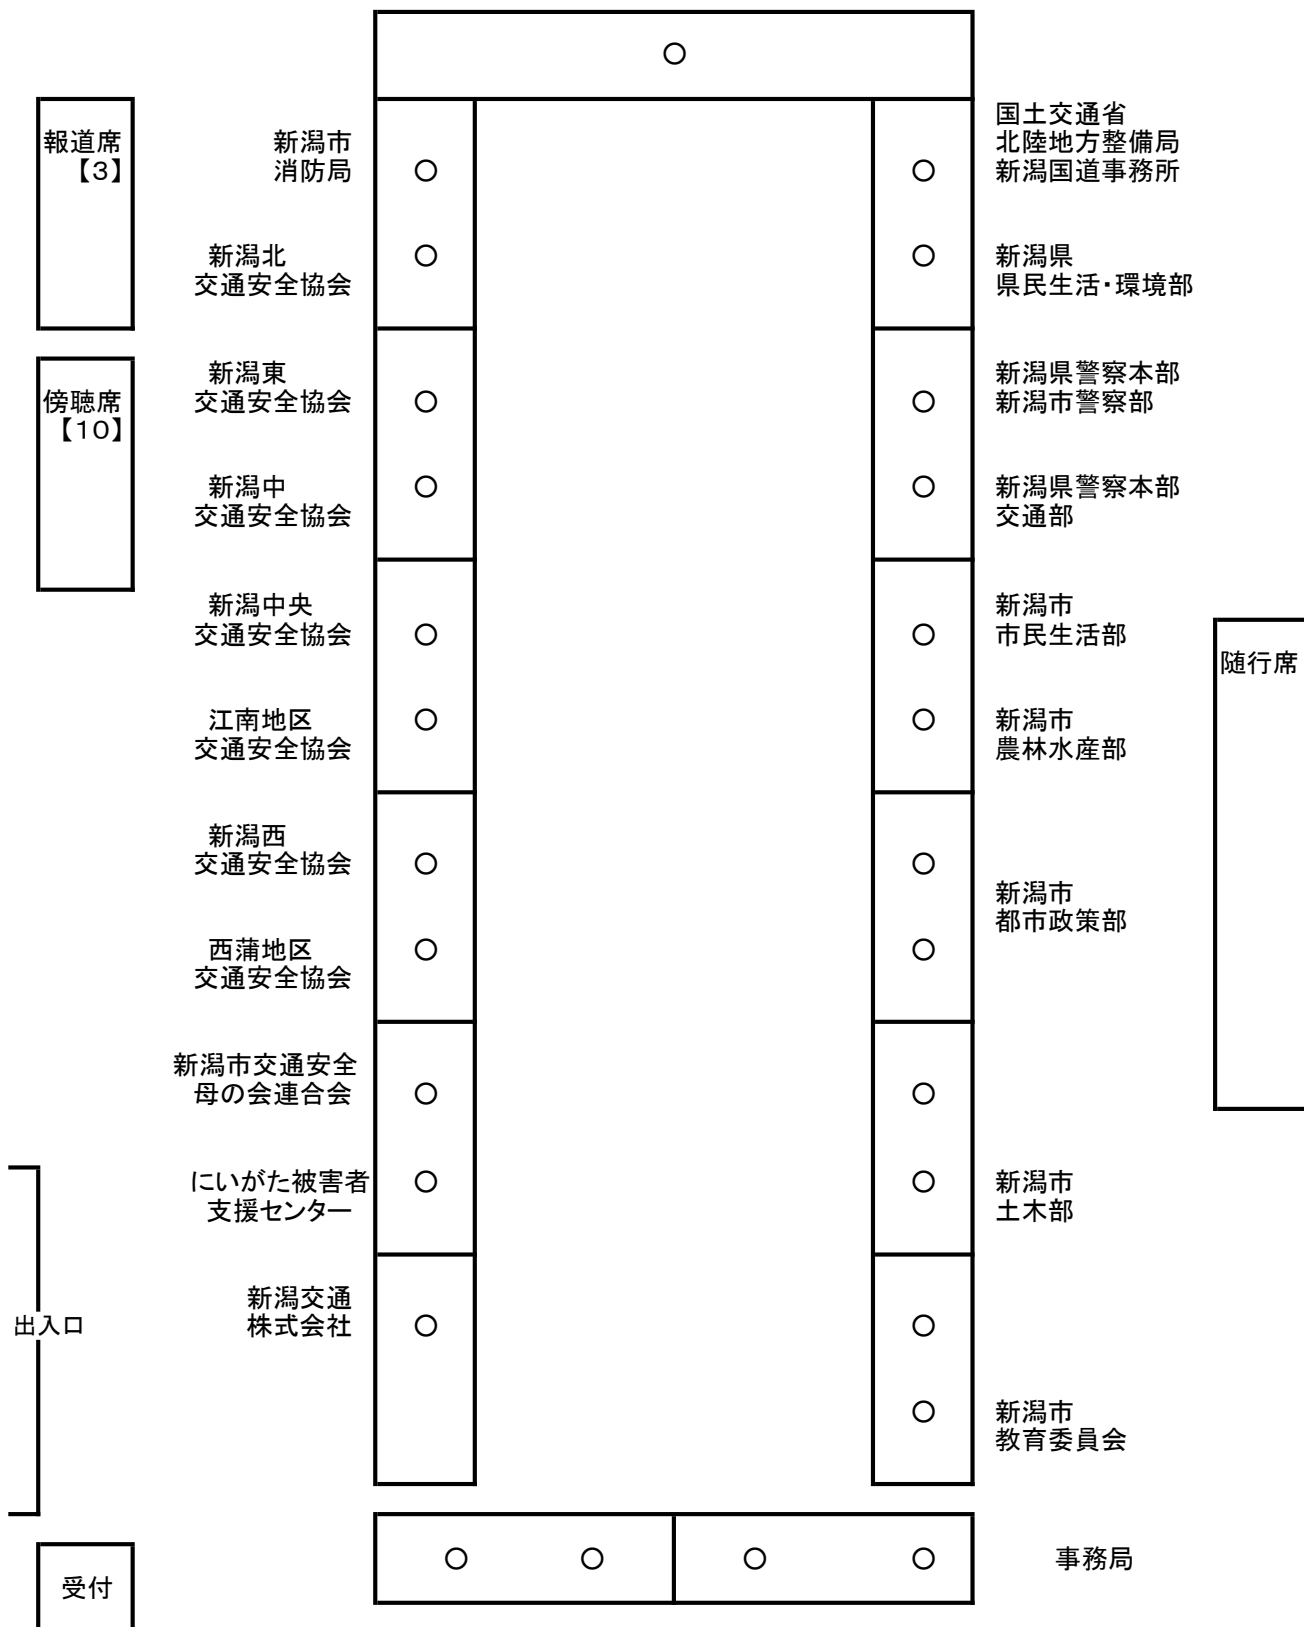 ○
報道席
【3】
新潟市
消防局
○
新潟北
交通安全協会
○
傍聴席
【10】
新潟東
交通安全協会
○
新潟中
交通安全協会
○
新潟中央
交通安全協会
○
江南地区
交通安全協会
○
新潟西
交通安全協会
○
西蒲地区
交通安全協会
○
新潟市交通安全
母の会連合会
○
にいがた被害者
支援センター
○
新潟交通
株式会社
○
国土交通省
北陸地方整備局
新潟国道事務所
○
新潟県
県民生活・環境部
○
新潟県警察本部
新潟市警察部
○
新潟県警察本部
交通部
○
新潟市
市民生活部
○
新潟市
農林水産部
○
○
新潟市
都市政策部
○
○
新潟市
土木部
○
○
新潟市
教育委員会
○
随行席
出入口
受付
○ ○ ○ ○
事務局